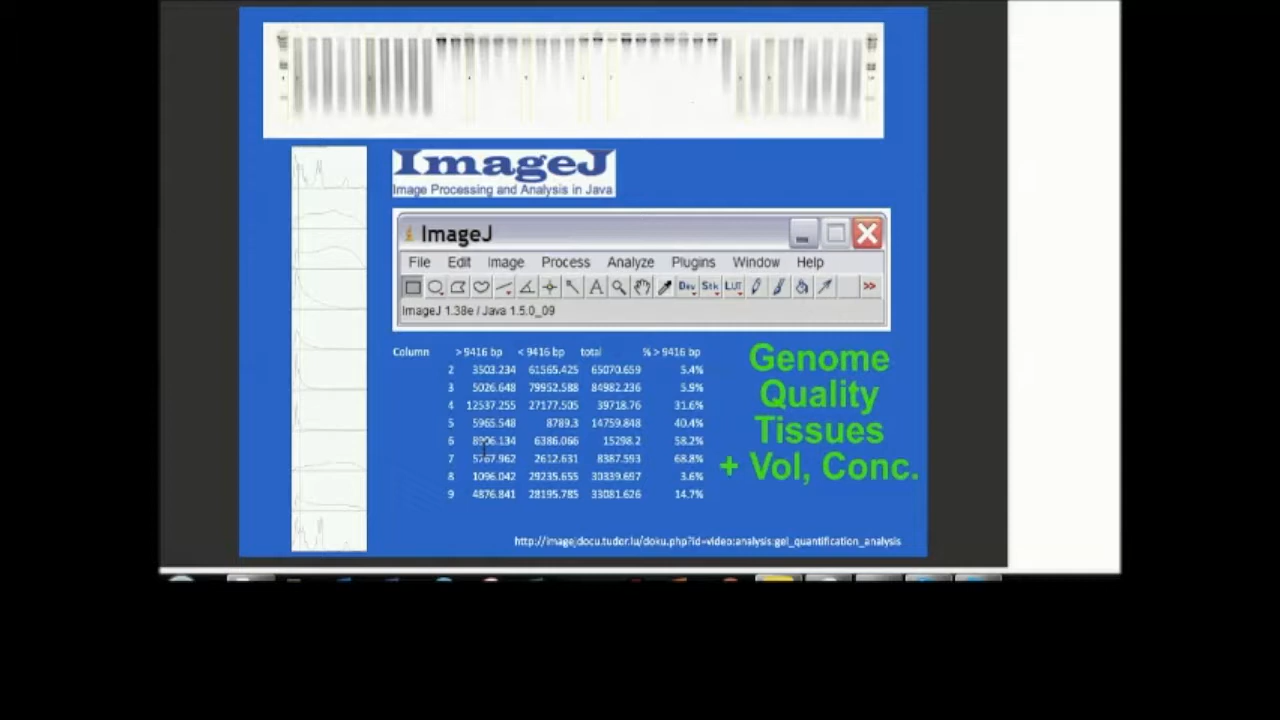 ImageJ
Image Processing and Analysis in Java
ImageJ
File Edit Image Process Analyze Plugins Window Help
Dev Stk LUT >>
ImageJ 1.38e / Java 1.5.0_09
Column > 9416 bp < 9416 bp total % > 9416 bp
2 3503.234 61565.425 65070.659 5.4%
3 5026.648 79952.588 84982.236 5.9%
4 12537.255 27177.505 39718.76 31.6%
5 5965.548 8789.3 14759.848 40.4%
6 8906.134 6386.066 15298.2 58.2%
7 5767.962 2612.631 8387.593 68.8%
8 1096.042 29235.655 30339.697 3.6%
9 4876.841 28195.785 33081.626 14.7%
Genome
Quality
Tissues
+ Vol, Conc.
http://imagejdocu.tudor.lu/doku.php?id=video:analysis:gel_quantification_analysis